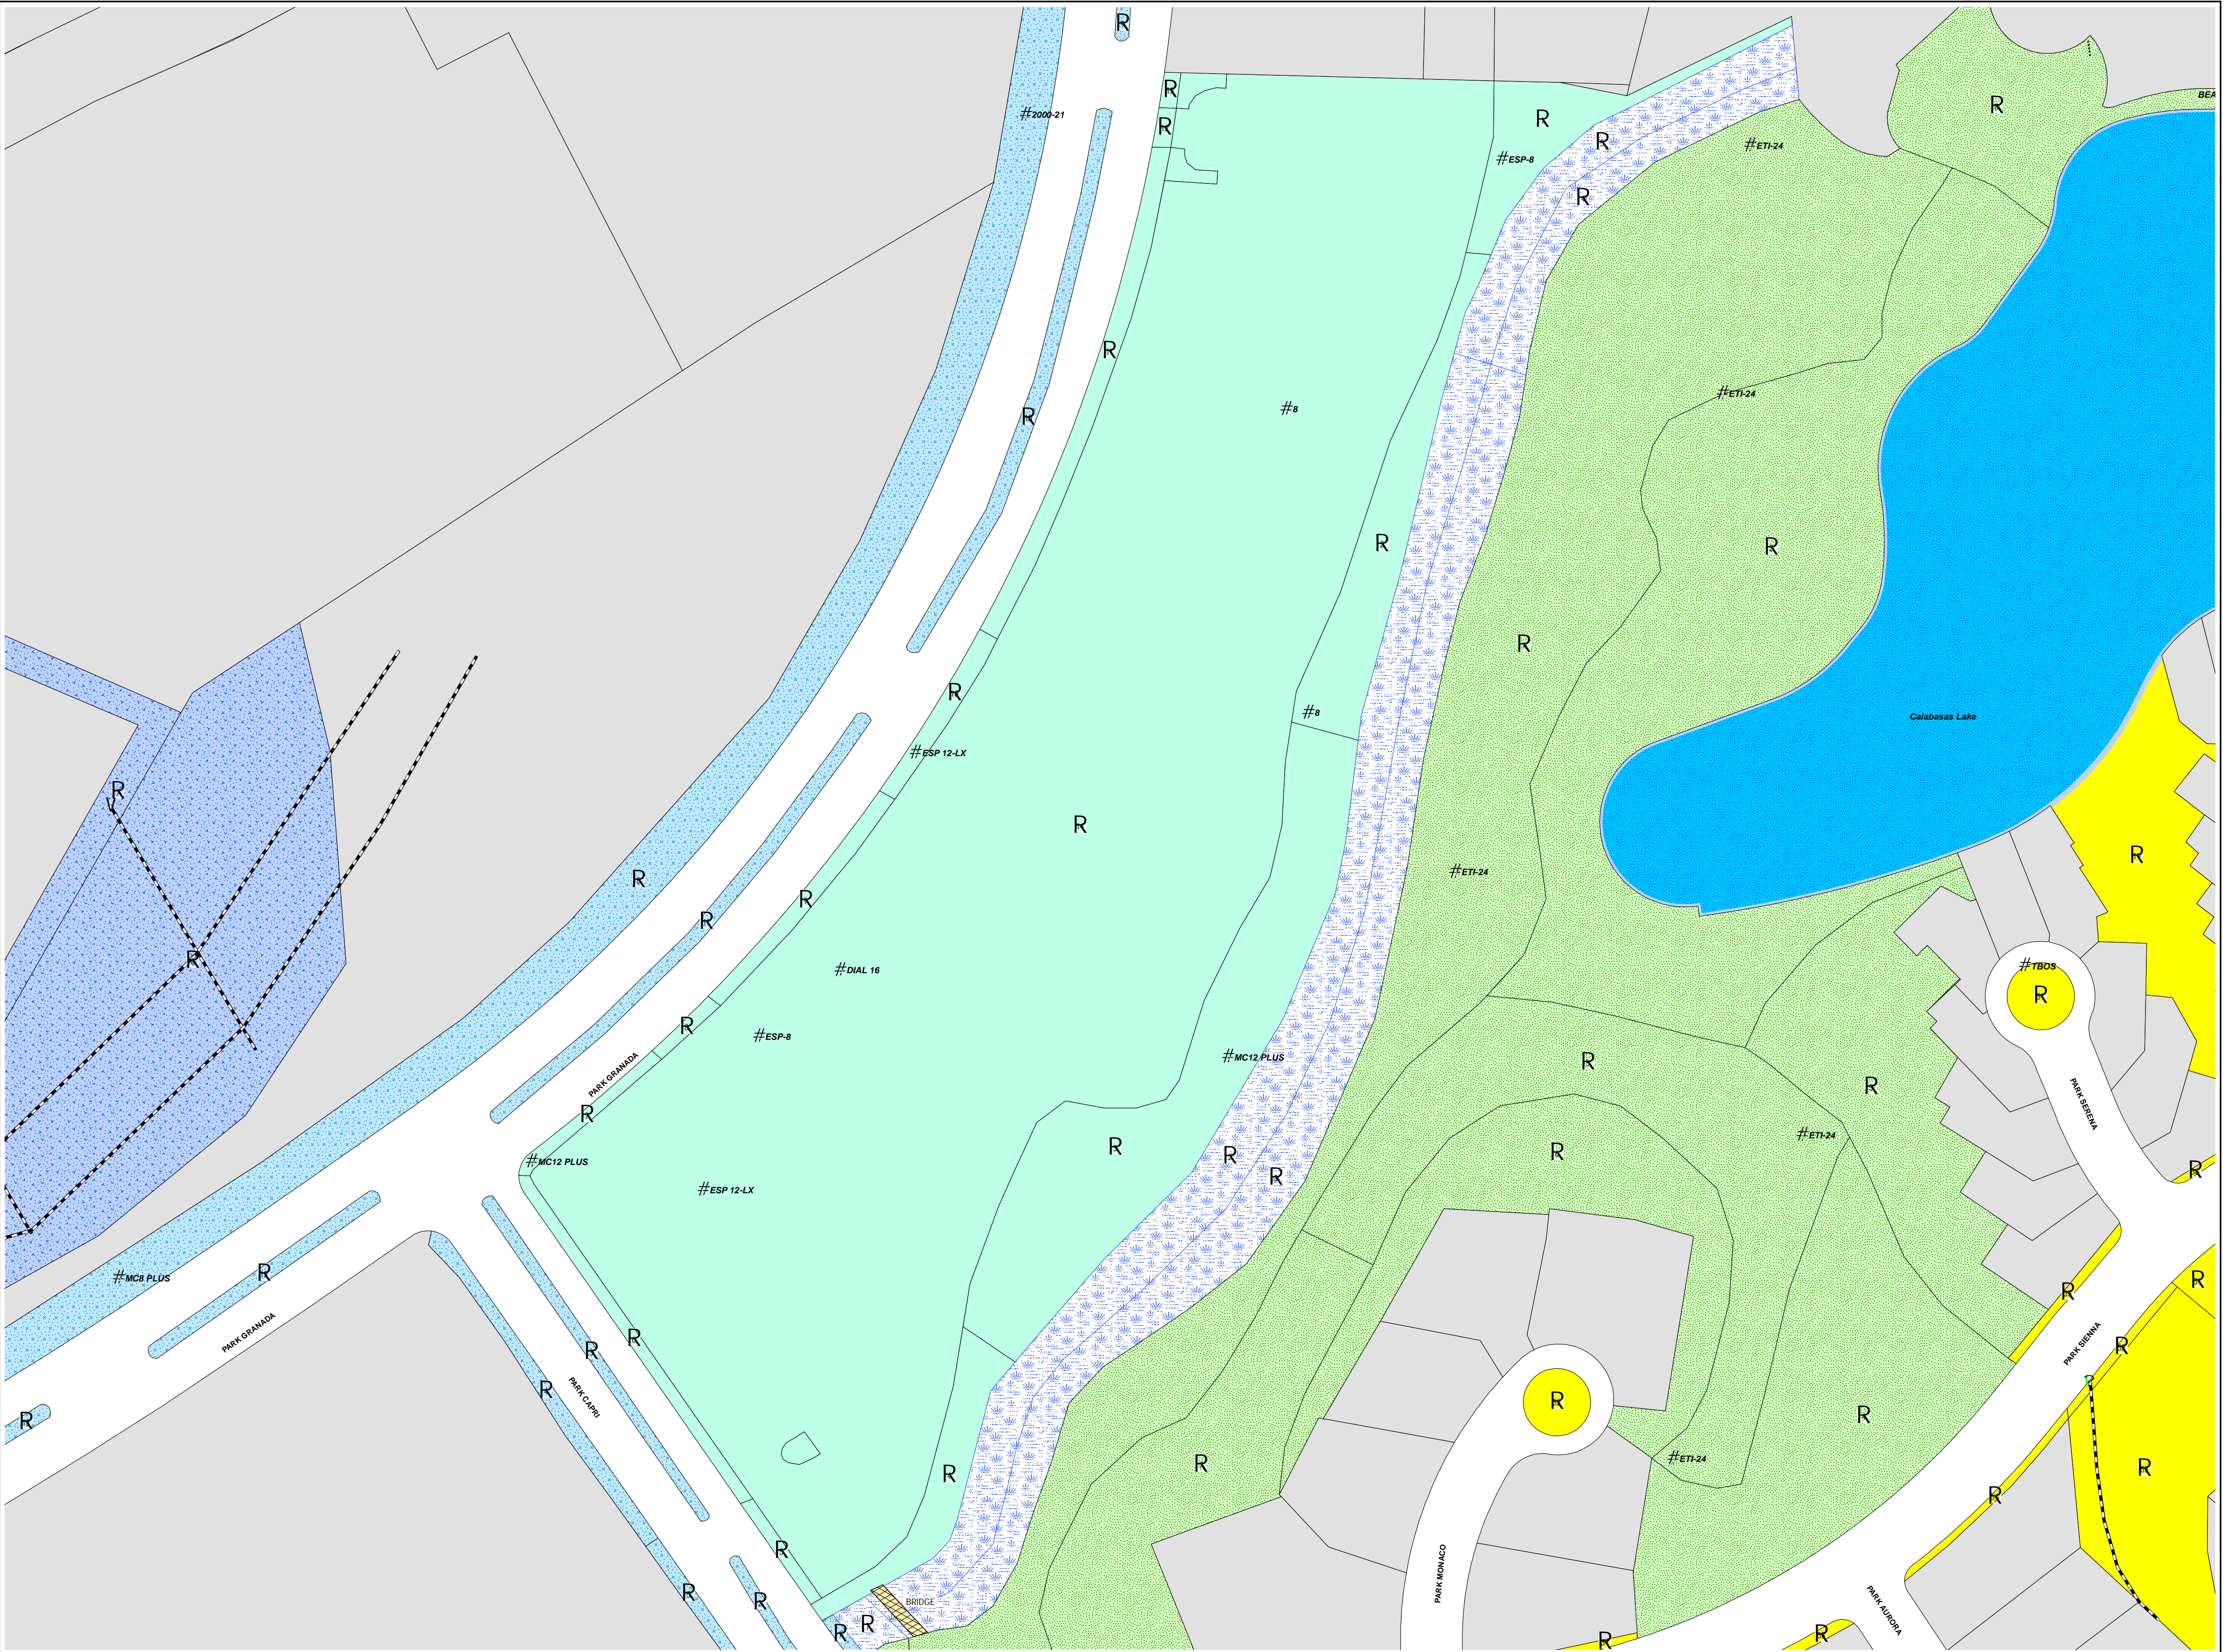 R
BEA
R
R
#2000-21
R
R
R
#ETI-24
#ESP-8
R
R
R
#ETI-24
#8
R
R
R
R
R
#8
Calabasas Lake
#ESP 12-LX
R
R
R
#ETI-24
R
R
R
R
#TBOS
#DIAL 16
R
R
#ESP-8
#MC12 PLUS
R
PARK GRANADA
R
PARK SERENA
R
#ETI-24
R
R
R
#MC12 PLUS
R
R
#ESP 12-LX
R
#MC8 PLUS
R
R
PARK GRANADA
R
R
R
PARK SIENNA
R
R
PARK CAPRI
R
R
R
#ETI-24
R
R
R
R
R
PARK MONACO
R
R
BRIDGE
PARK AURORA
R
R
R
R